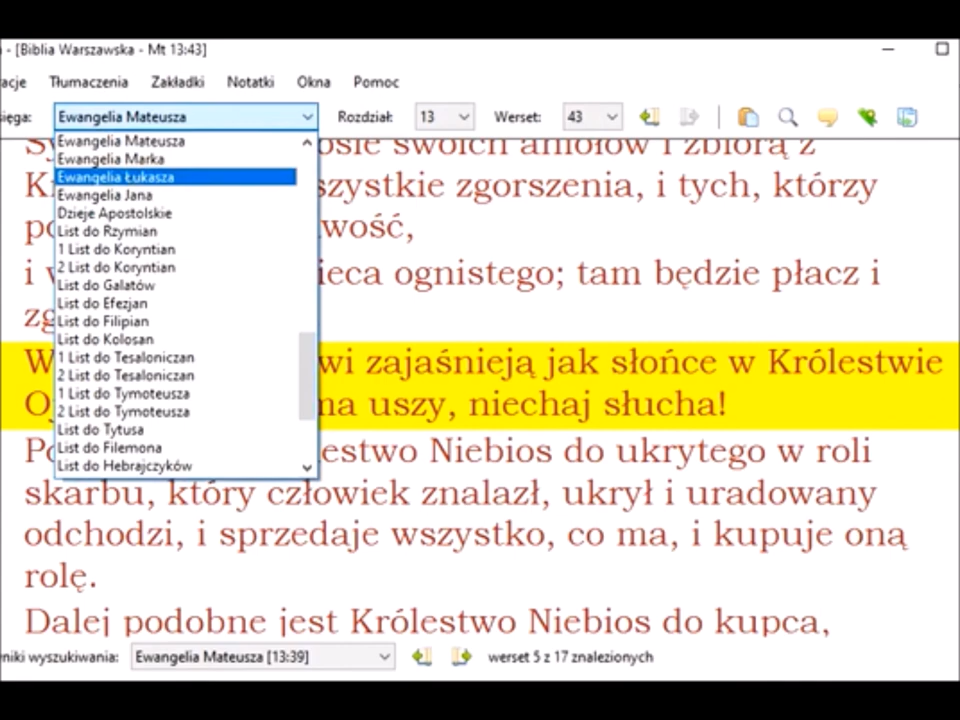 - [Biblia Warszawska - Mt 13:43]
acje Tłumaczenia Zakładki Notatki Okna Pomoc
sięga: Ewangelia Mateusza Rozdział: 13 Werset: 43
Ewangelia Mateusza
Ewangelia Marka
Ewangelia Łukasza
Ewangelia Jana
Dzieje Apostolskie
List do Rzymian
1 List do Koryntian
2 List do Koryntian
List do Galatów
List do Efezjan
List do Filipian
List do Kolosan
1 List do Tesaloniczan
2 List do Tesaloniczan
1 List do Tymoteusza
2 List do Tymoteusza
List do Tytusa
List do Filemona
List do Hebrajczyków
swoich aniołów i zbiorą z
szystkie zgorszenia, i tych, którzy
wość,
i w ieca ognistego; tam będzie płacz i
zg
wi zajaśnieją jak słońce w Królestwie
ma uszy, niechaj słucha!
Po lestwo Niebios do ukrytego w roli
skarbu, który człowiek znalazł, ukrył i uradowany
odchodzi, i sprzedaje wszystko, co ma, i kupuje oną
rolę.
Dalej podobne jest Królestwo Niebios do kupca,
niki wyszukiwania: Ewangelia Mateusza [13:39] werset 5 z 17 znalezionych